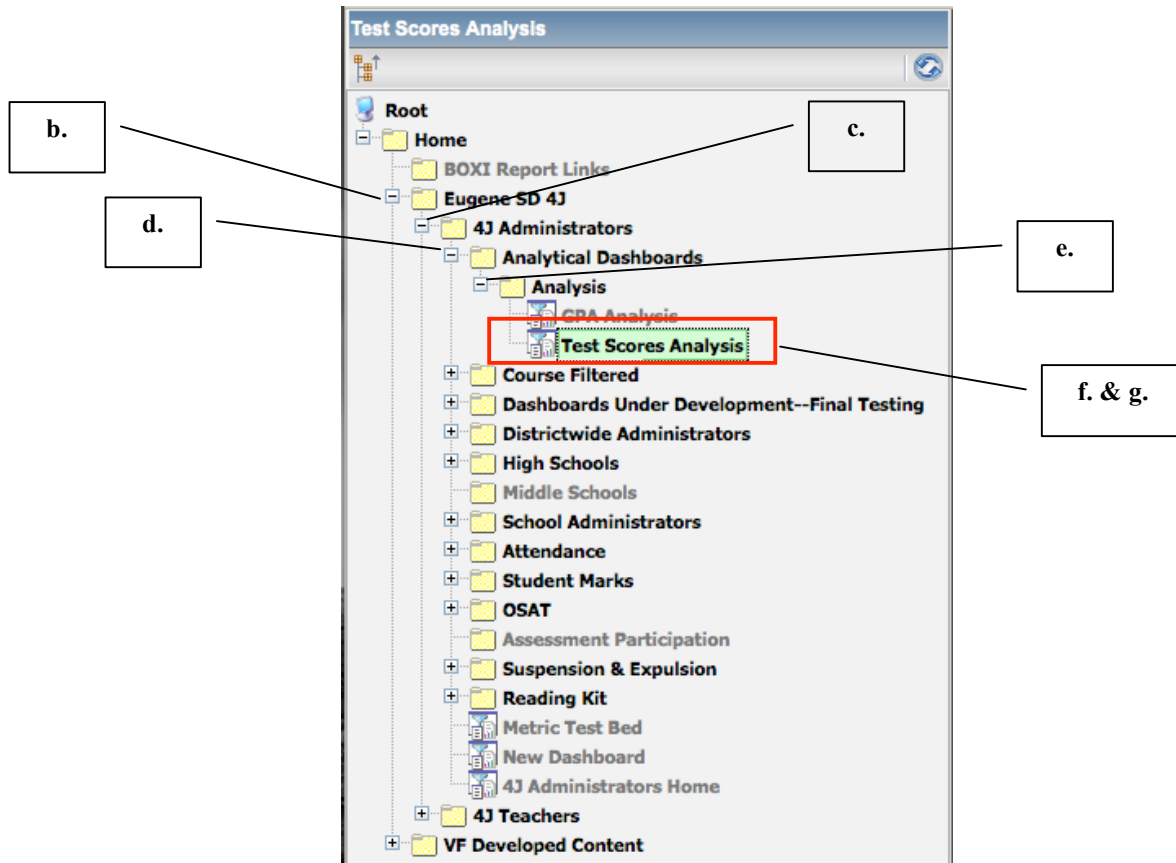 Test Scores Analysis
Root
b.
c.
Home
BOXI Report Links
Eugene SD 4J
d.
4J Administrators
e.
Analytical Dashboards
Analysis
GPA Analysis
Test Scores Analysis
f. & g.
Course Filtered
Dashboards Under Development--Final Testing
Districtwide Administrators
High Schools
Middle Schools
School Administrators
Attendance
Student Marks
OSAT
Assessment Participation
Suspension & Expulsion
Reading Kit
Metric Test Bed
New Dashboard
4J Administrators Home
4J Teachers
VF Developed Content